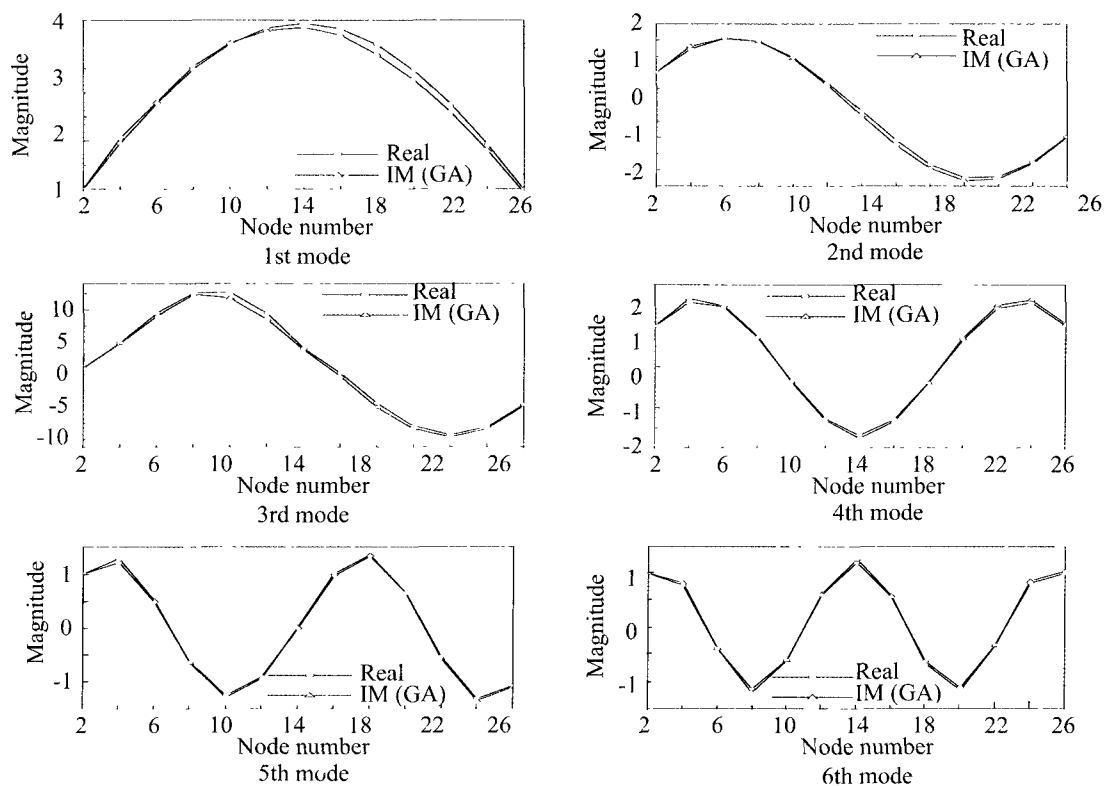 4
3
2
1
Magnitude
Real
IM (GA)
2 6 10 14 18 22 26
Node number
1st mode
2
1
0
-1
-2
Magnitude
Real
IM (GA)
2 6 10 14 18 22 26
Node number
2nd mode
10
5
0
-5
-10
Magnitude
Real
IM (GA)
2 6 10 14 18 22 26
Node number
3rd mode
2
1
0
-1
-2
Magnitude
Real
IM (GA)
2 6 10 14 18 22 26
Node number
4th mode
1
0
-1
Magnitude
Real
IM (GA)
2 6 10 14 18 22 26
Node number
5th mode
1
0
-1
Magnitude
Real
IM (GA)
2 6 10 14 18 22 26
Node number
6th mode